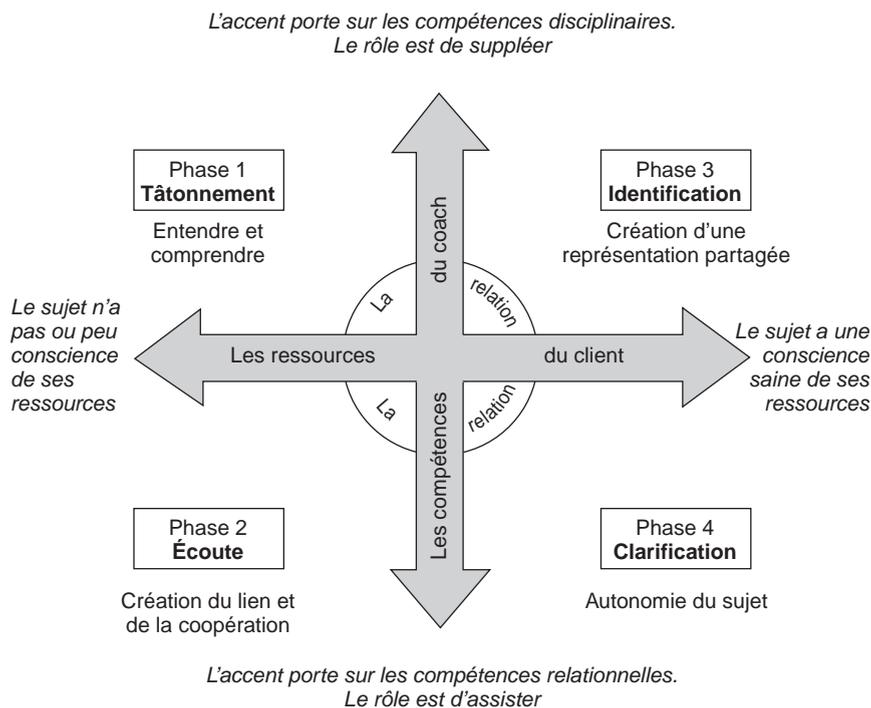 L'accent porte sur les compétences disciplinaires.
Le rôle est de suppléer
Phase 1
Tâtonnement
Entendre et
comprendre
Phase 3
Identification
Création d'une
représentation partagée
du coach
La
relation
Le sujet n'a
pas ou peu
conscience
de ses
ressources
Les ressources
du client
Le sujet a une
conscience
saine de ses
ressources
La
relation
Les compétences
Phase 2
Écoute
Création du lien et
de la coopération
Phase 4
Clarification
Autonomie du sujet
L'accent porte sur les compétences relationnelles.
Le rôle est d'assister